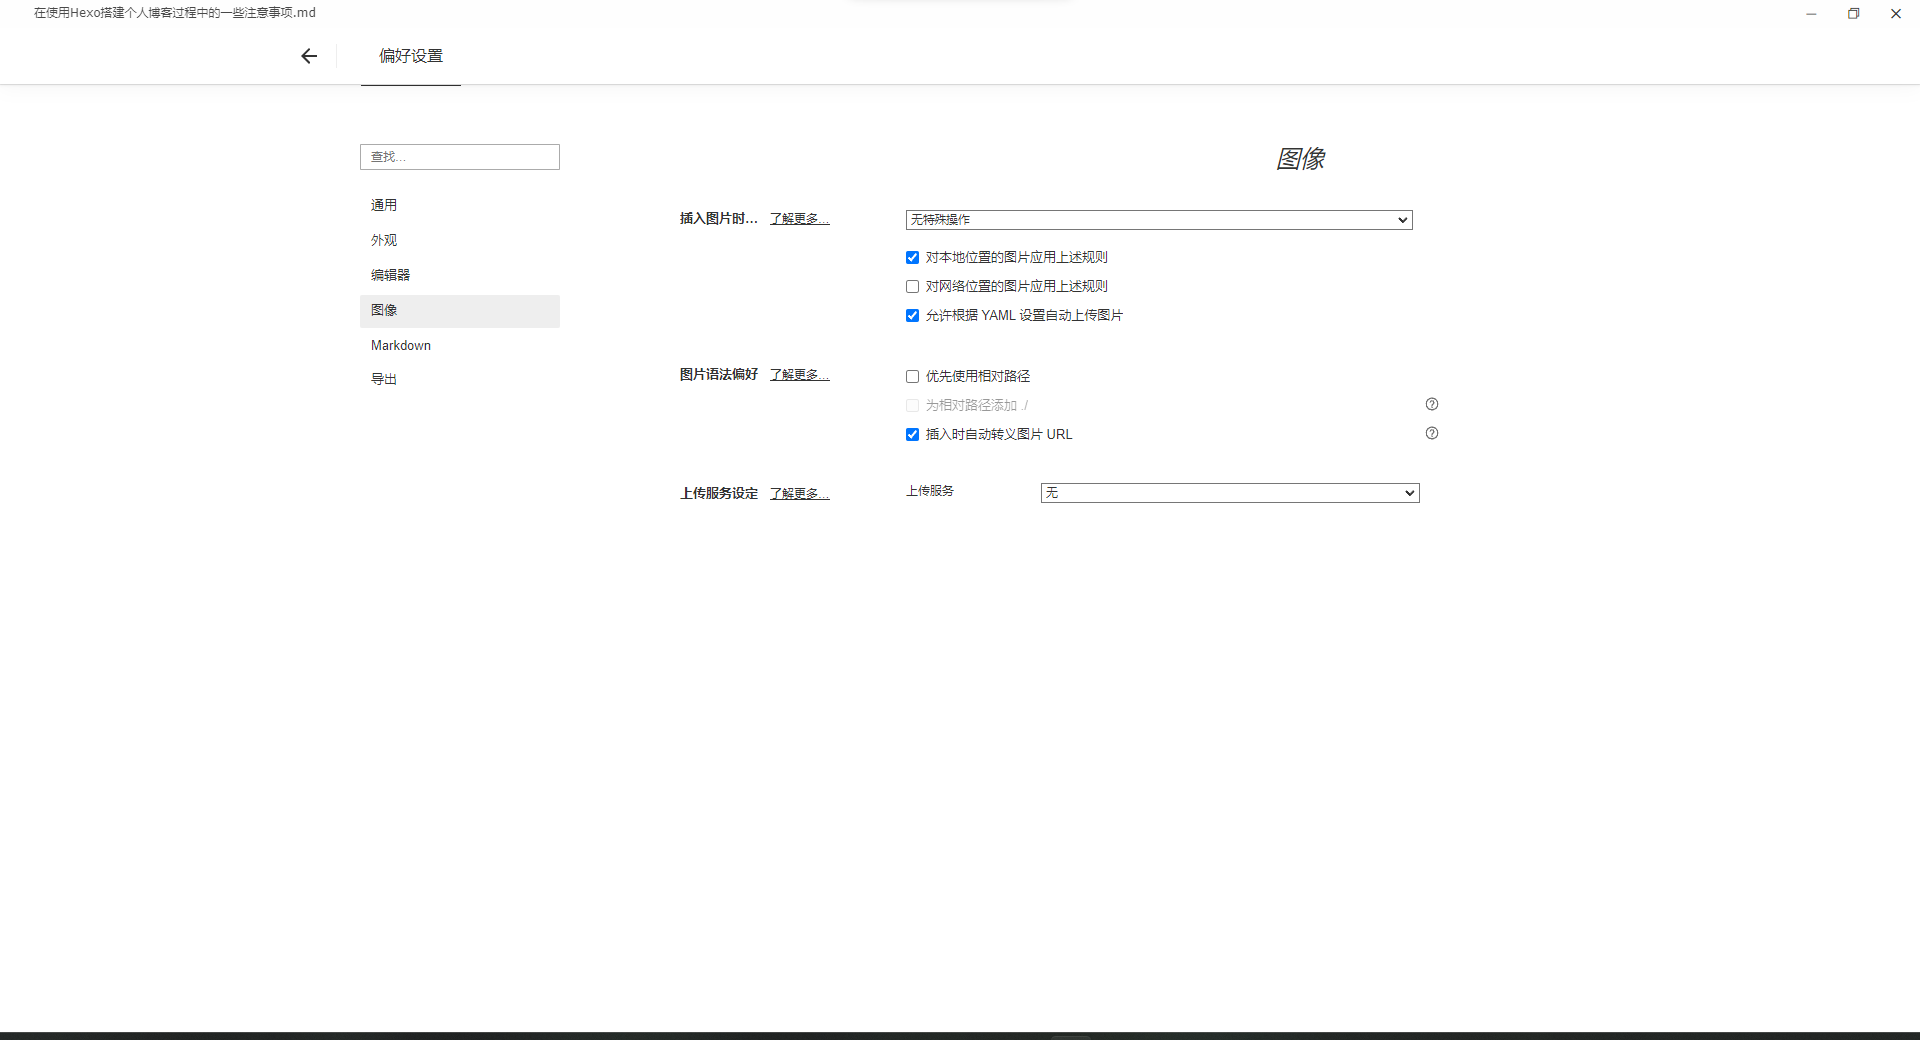 在使用Hexo搭建个人博客过程中的一些注意事项.md
偏好设置
查找...
通用
外观
编辑器
图像
Markdown
导出
图像
插入图片时... 了解更多... 无特殊操作
对本地位置的图片应用上述规则
对网络位置的图片应用上述规则
允许根据 YAML 设置自动上传图片
图片语法偏好 了解更多... 优先使用相对路径
为相对路径添加 ./
插入时自动转义图片 URL
上传服务设定 了解更多... 上传服务 无